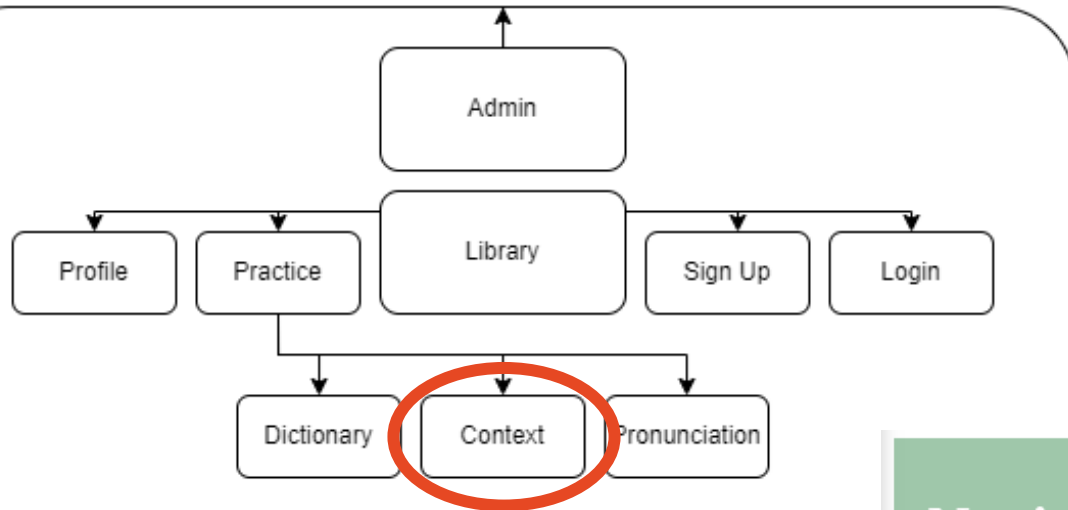 Admin
Library
Profile
Practice
Sign Up
Login
Dictionary
Context
Pronunciation